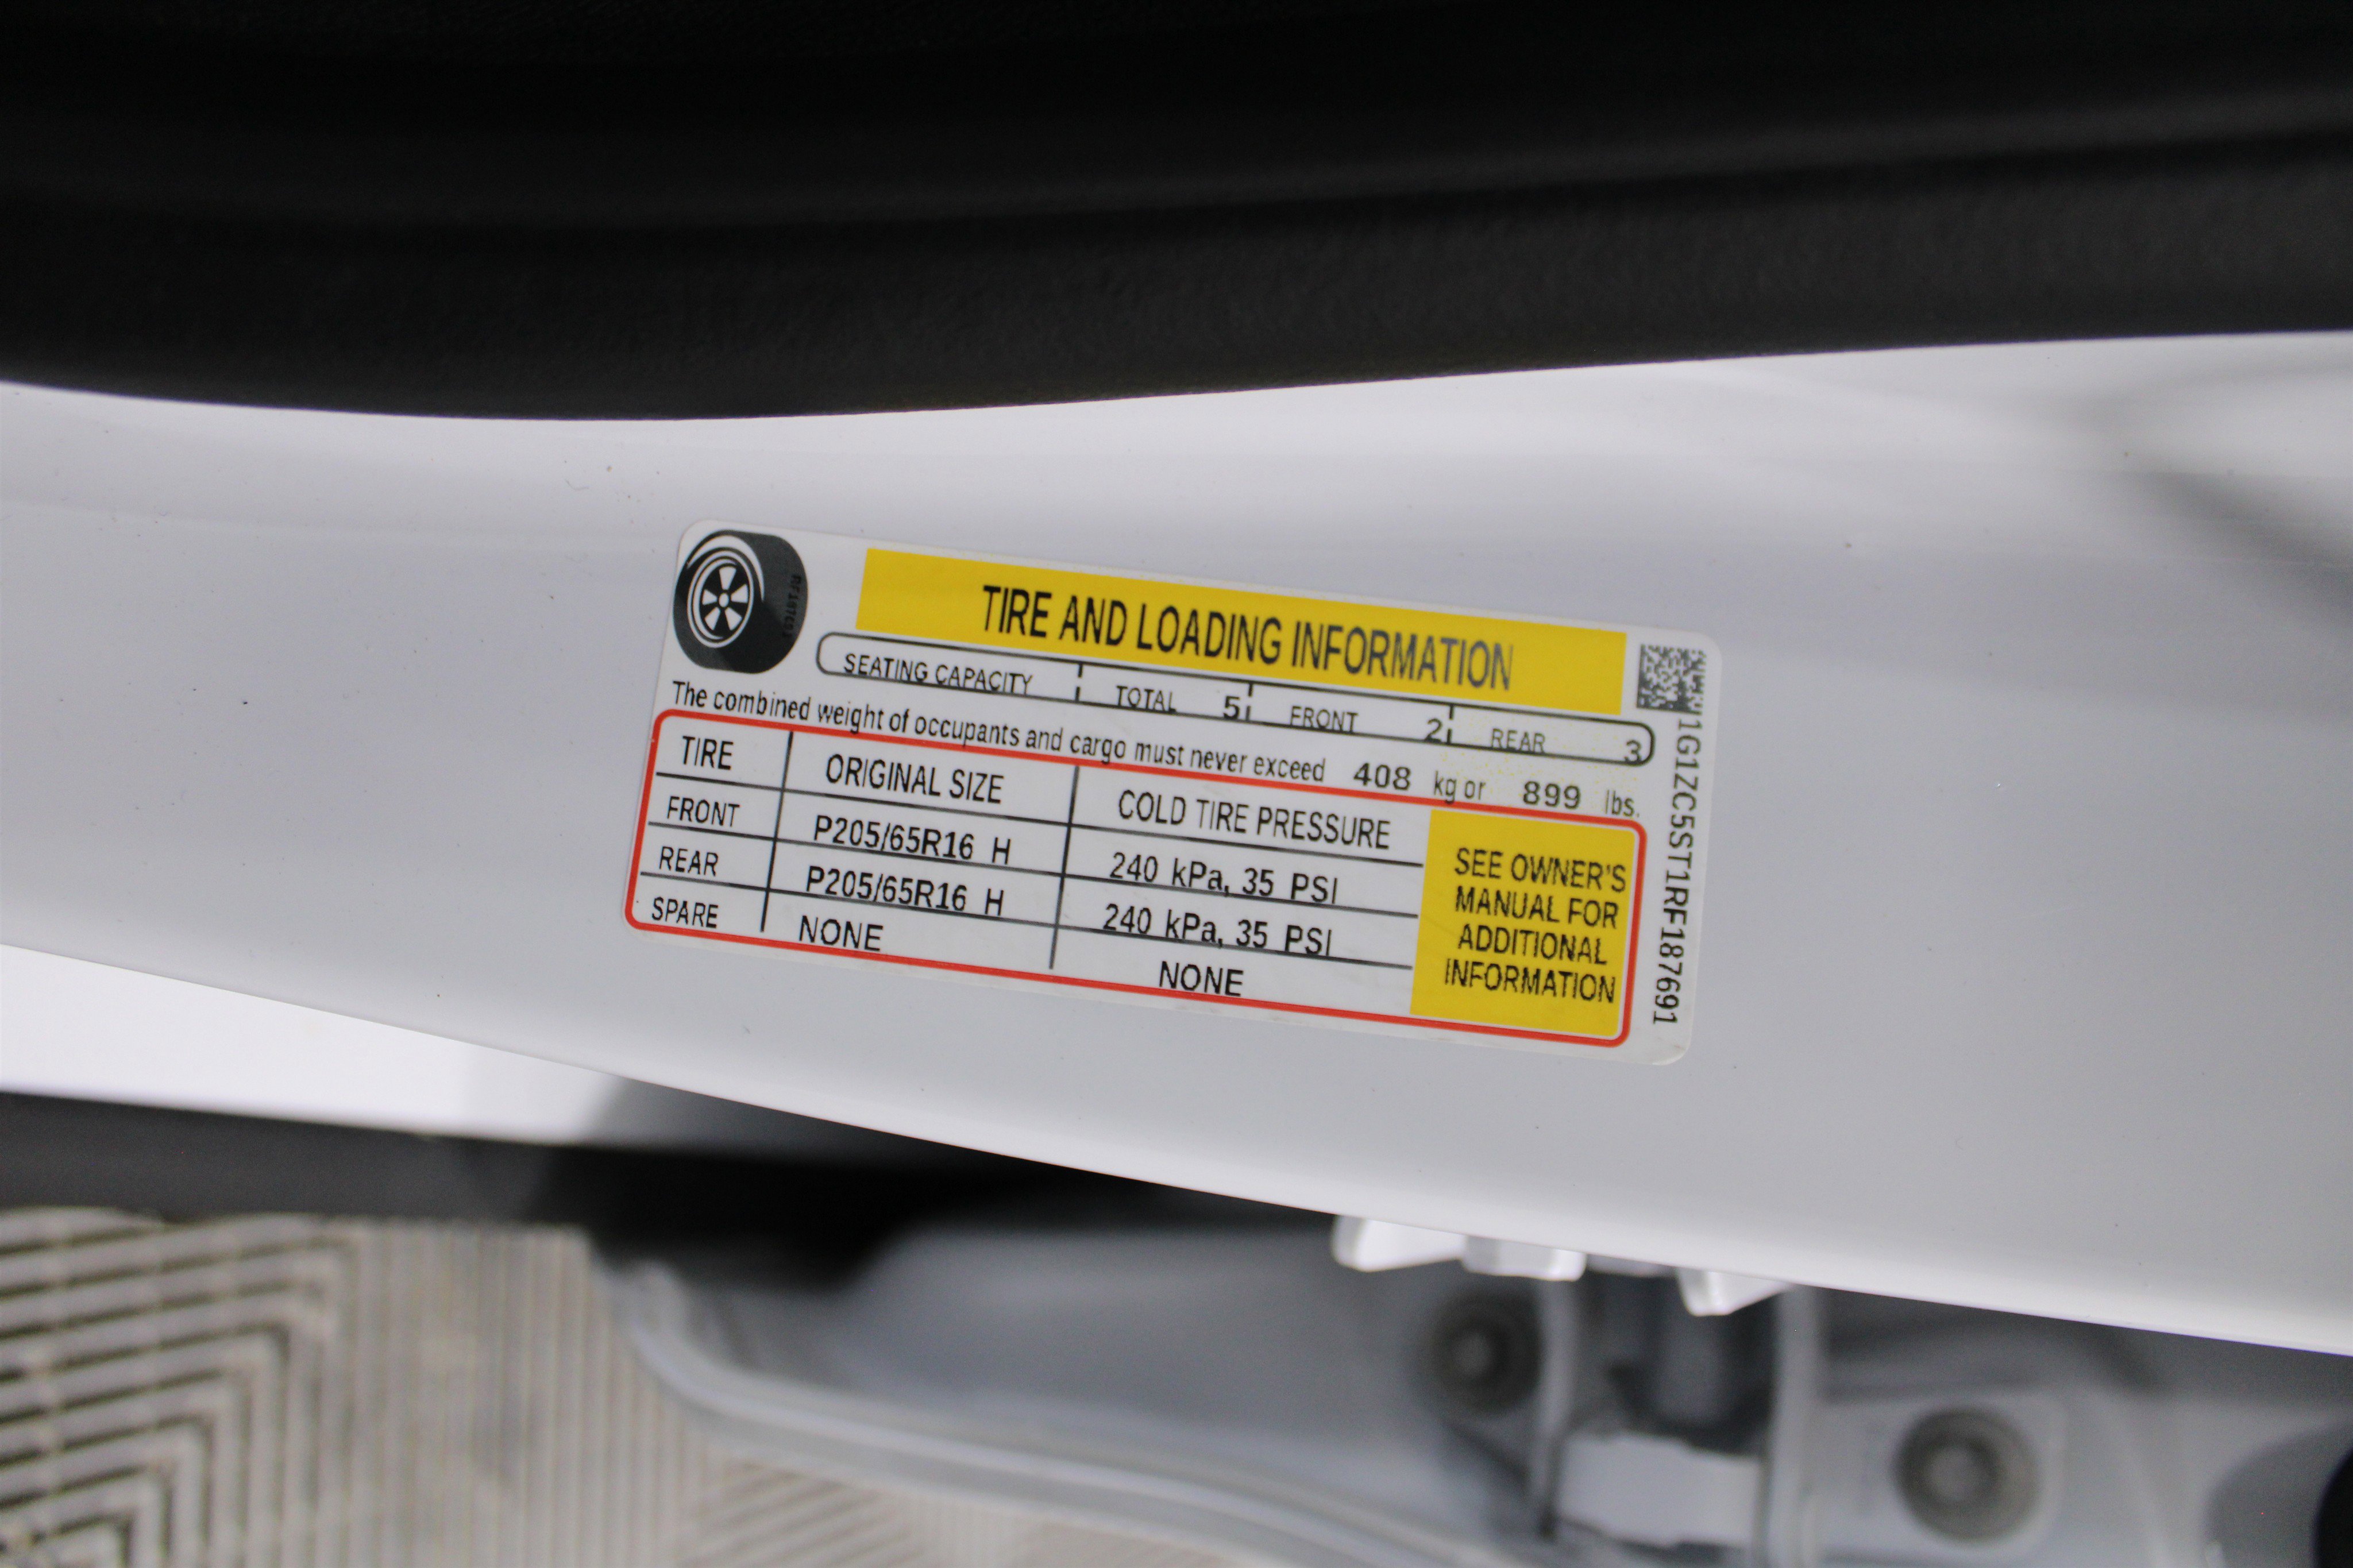 TIRE AND LOADING INFORMATION
SEATING CAPACITY TOTAL 5 FRONT 2 REAR 3
The combined weight of occupants and cargo must never exceed 408 kg or 899 lbs.
TIRE ORIGINAL SIZE COLD TIRE PRESSURE
FRONT P205/65R16 H 240 kPa, 35 PSI
REAR P205/65R16 H 240 kPa, 35 PSI
SPARE NONE NONE
SEE OWNER'S
MANUAL FOR
ADDITIONAL
INFORMATION
1G1ZC5ST1RF187691